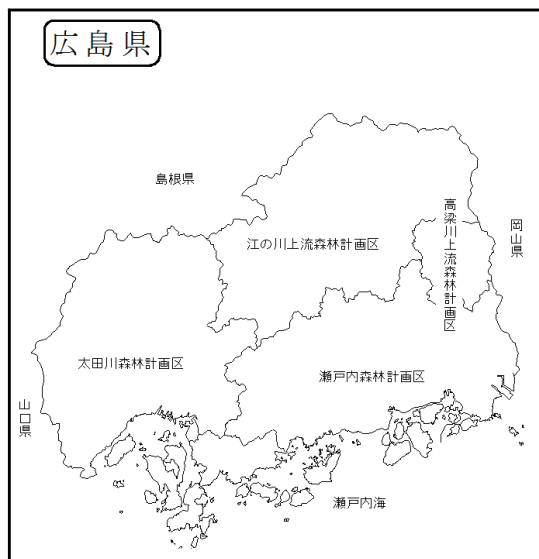 広島県
島根県
江の川上流森林計画区
高梁川上流森林計画区
岡山県
太田川森林計画区
瀬戸内森林計画区
山口県
瀬戸内海